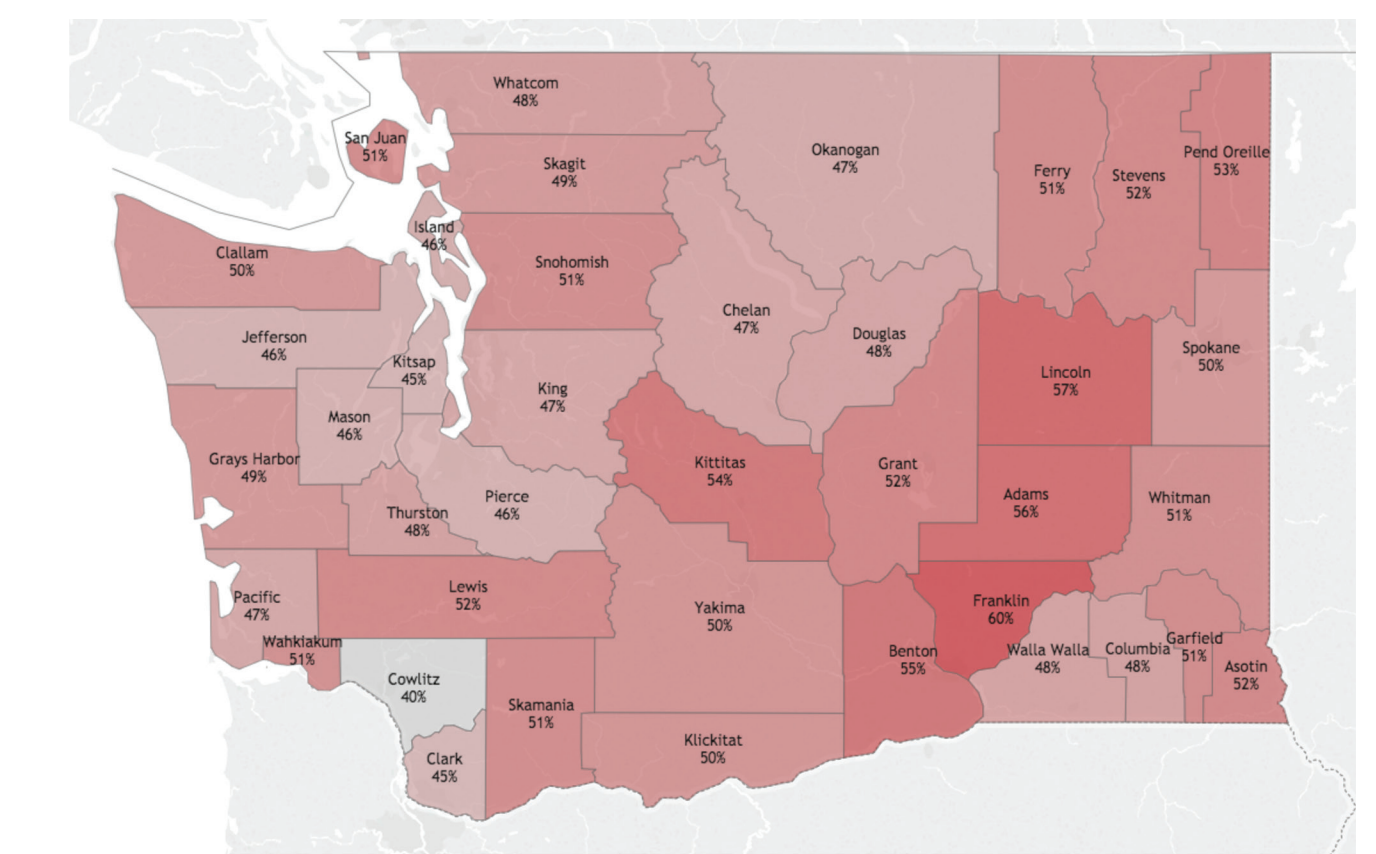 Whatcom
48%
San Juan
51%
Skagit
49%
Okanogan
47%
Ferry
51%
Stevens
52%
Pend Oreille
53%
Island
46%
Clallam
50%
Snohomish
51%
Chelan
47%
Douglas
48%
Jefferson
46%
Kitsap
45%
King
47%
Lincoln
57%
Spokane
50%
Mason
46%
Grays Harbor
49%
Thurston
48%
Pierce
46%
Kittitas
54%
Grant
52%
Adams
56%
Whitman
51%
Pacific
47%
Wahkiakum
51%
Lewis
52%
Yakima
50%
Franklin
60%
Benton
55%
Walla Walla
48%
Columbia
48%
Garfield
51%
Asotin
52%
Cowlitz
40%
Skamania
51%
Clark
45%
Klickitat
50%